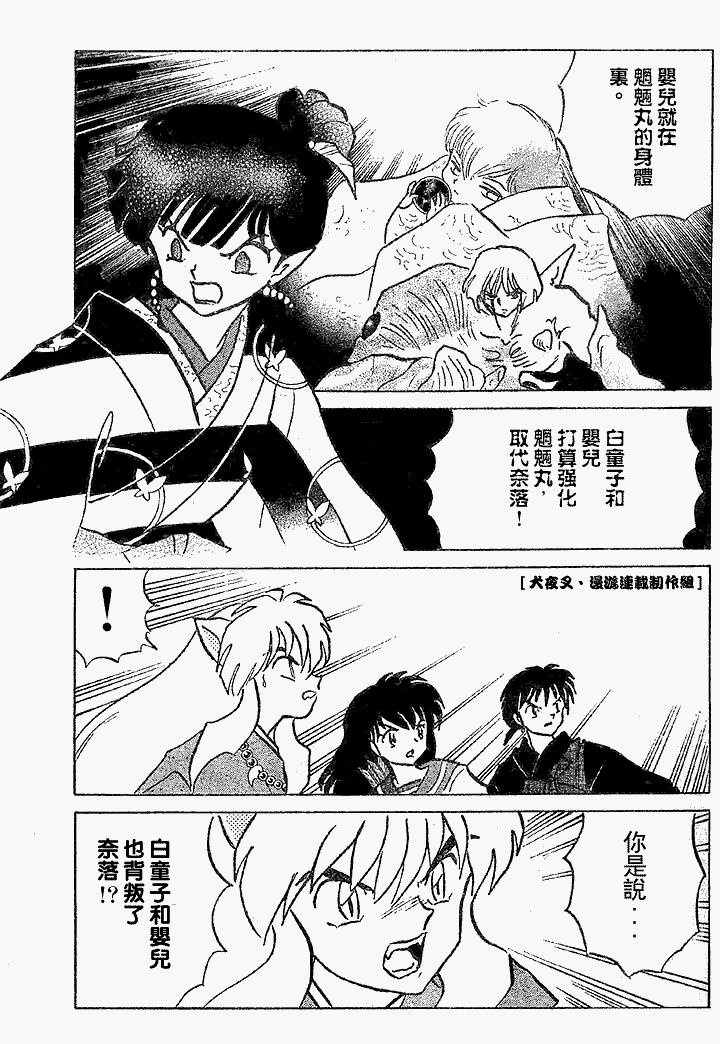 嬰兒就在
魍魎丸的身體
裏。
白童子和
嬰兒
打算强化
魍魎丸，
取代奈落！
[犬夜叉、漫遊連載制作組]
！
你是說...
白童子和嬰兒
也背叛了
奈落！？